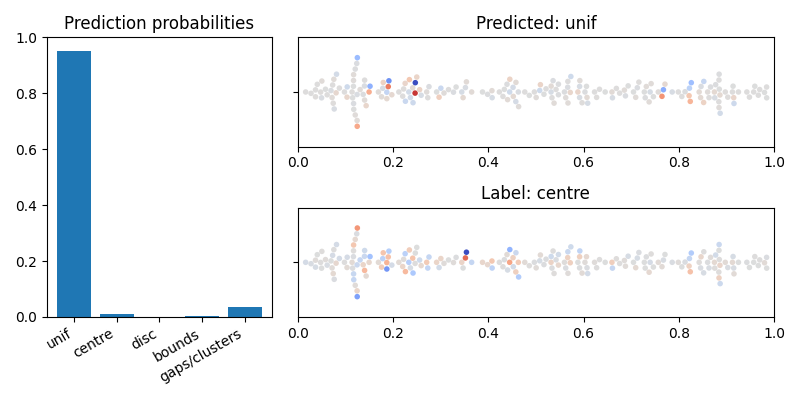 Prediction probabilities
1.0
0.8
0.6
0.4
0.2
0.0
unif
centre
disc
bounds
gaps/clusters
Predicted: unif
0.0 0.2 0.4 0.6 0.8 1.0
Label: centre
0.0 0.2 0.4 0.6 0.8 1.0